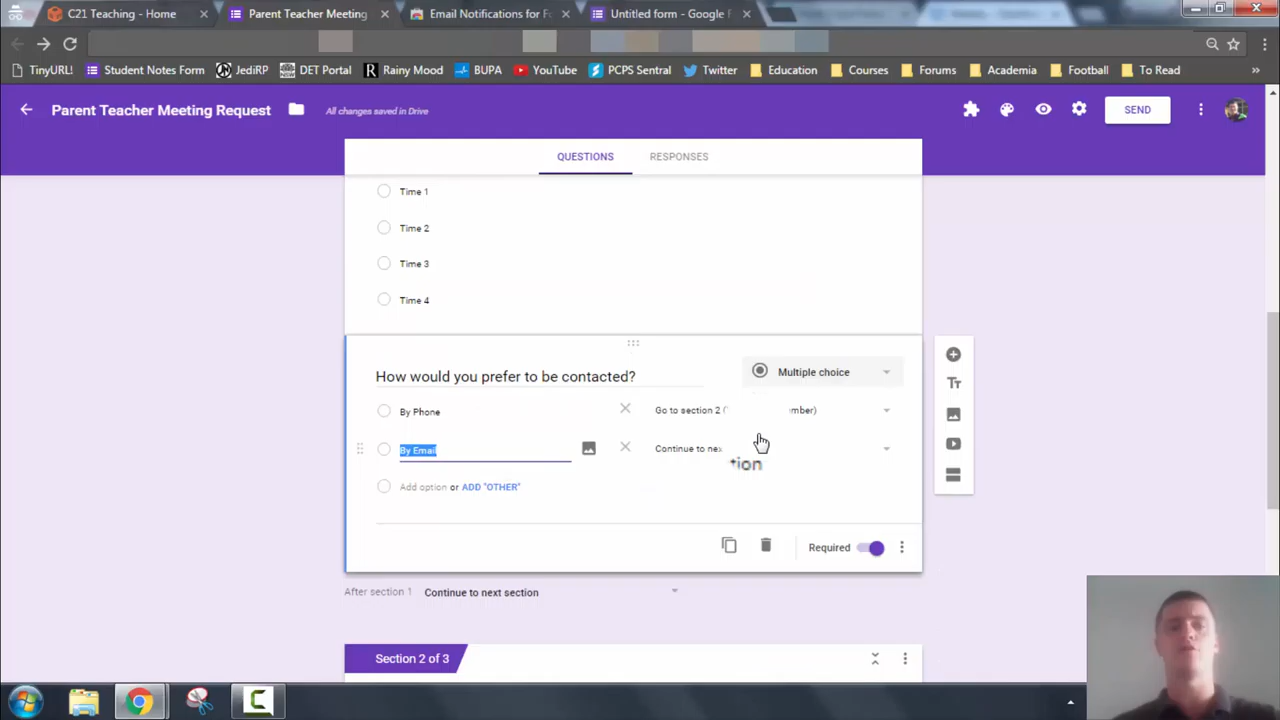 C21 Teaching - Home
Parent Teacher Meeting
Email Notifications for Fo
Untitled form - Google F
TinyURL!
Student Notes Form
JediRP
DET Portal
Rainy Mood
BUPA
YouTube
PCPS Sentral
Twitter
Education
Courses
Forums
Academia
Football
To Read
»
Parent Teacher Meeting Request
All changes saved in Drive
SEND
QUESTIONS
RESPONSES
Time 1
Time 2
Time 3
Time 4
How would you prefer to be contacted?
Multiple choice
By Phone
Go to section 2 (
mber)
By Email
Continue to nex
tion
Add option or ADD "OTHER"
Required
After section 1
Continue to next section
Section 2 of 3